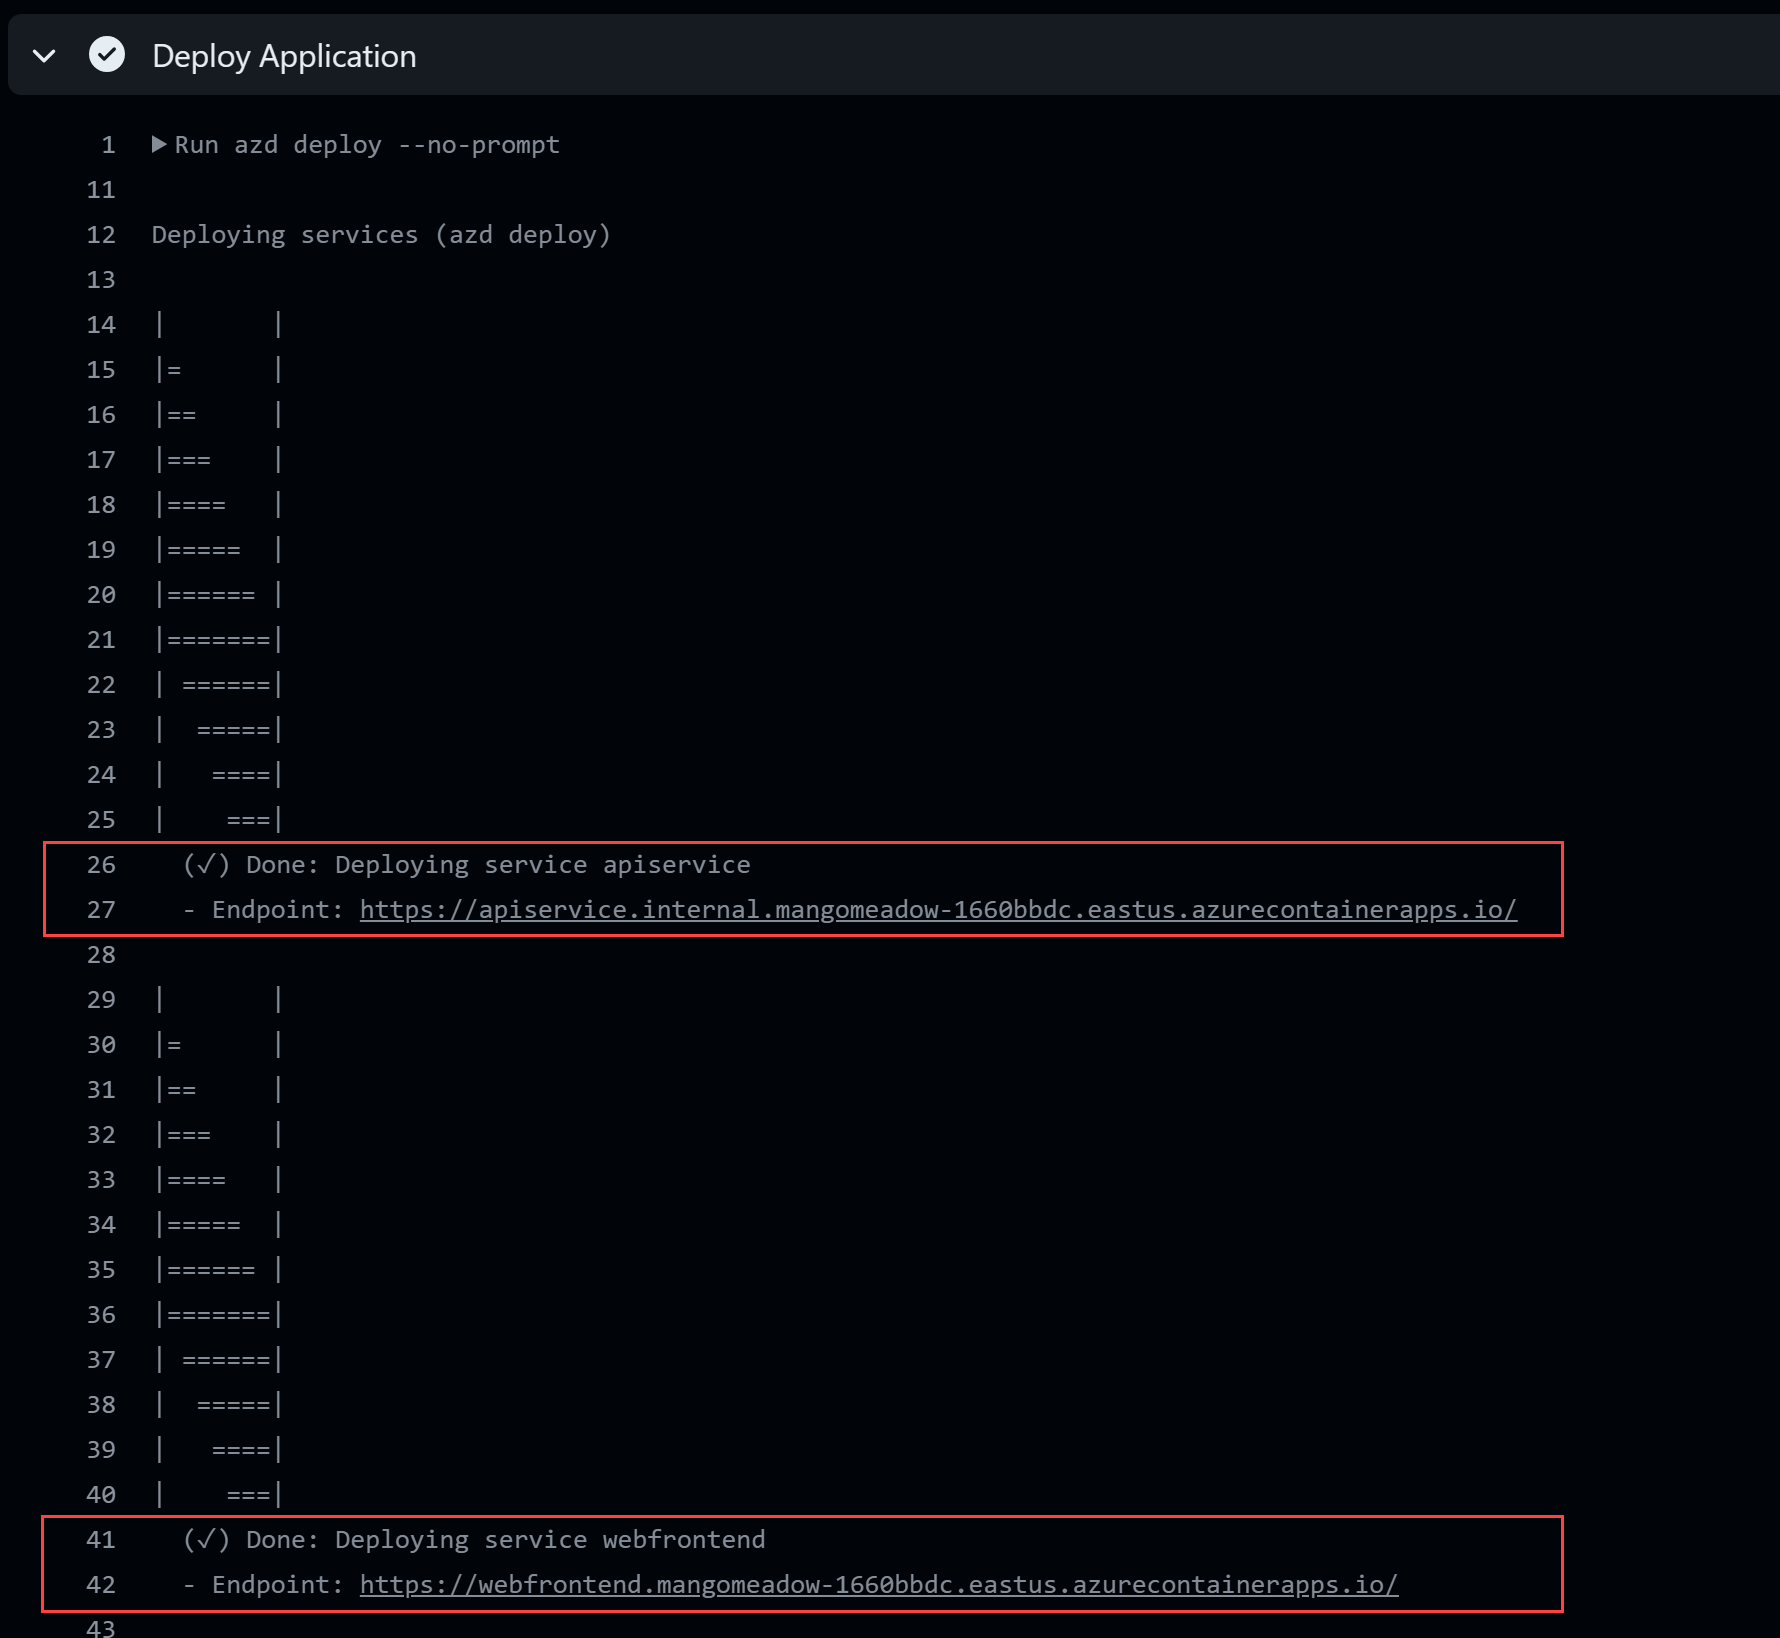 Deploy Application
1 ▶Run azd deploy --no-prompt
11
12 Deploying services (azd deploy)
13
14 |       |
15 |=      |
16 |==     |
17 |===    |
18 |====   |
19 |=====  |
20 |====== |
21 |=======|
22 | ======|
23 |  =====|
24 |   ====|
25 |    ===|
26   (✓) Done: Deploying service apiservice
27   - Endpoint: https://apiservice.internal.mangomeadow-1660bbdc.eastus.azurecontainerapps.io/
28
29 |       |
30 |=      |
31 |==     |
32 |===    |
33 |====   |
34 |=====  |
35 |====== |
36 |=======|
37 | ======|
38 |  =====|
39 |   ====|
40 |    ===|
41   (✓) Done: Deploying service webfrontend
42   - Endpoint: https://webfrontend.mangomeadow-1660bbdc.eastus.azurecontainerapps.io/
43